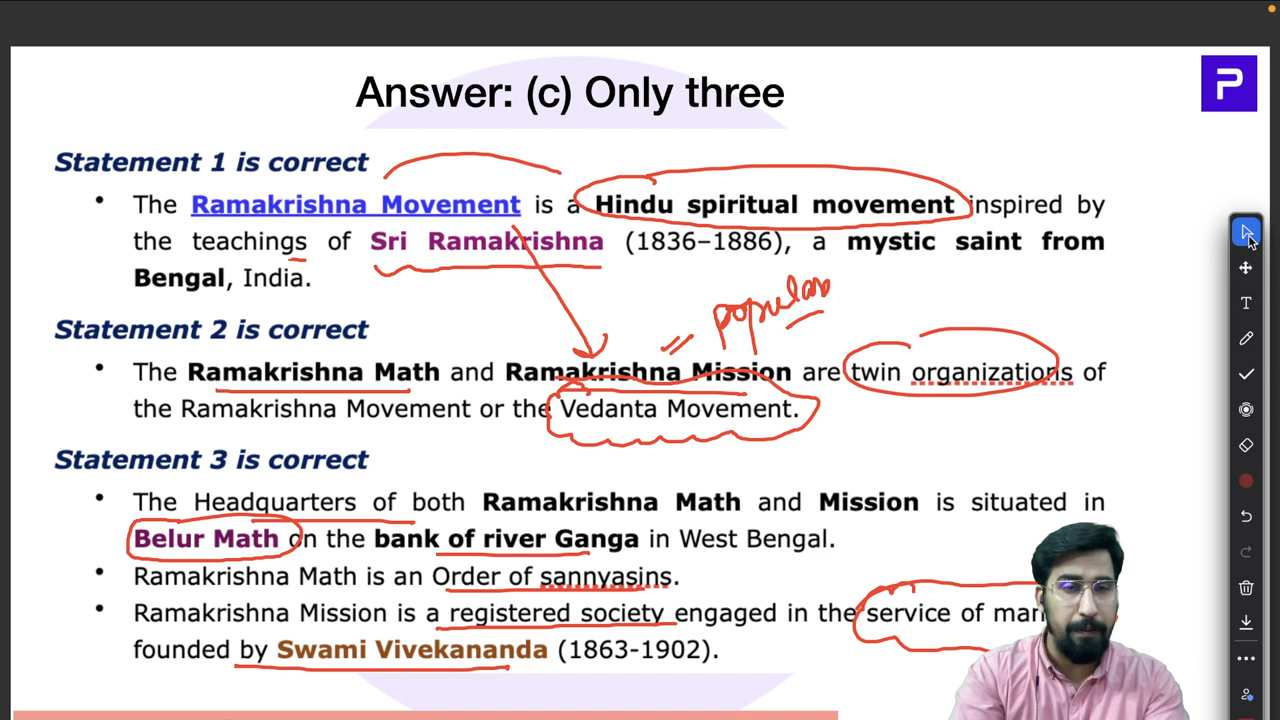 Answer: (c) Only three
P
Statement 1 is correct
• The Ramakrishna Movement is a Hindu spiritual movement inspired by
the teachings of Sri Ramakrishna (1836–1886), a mystic saint from
Bengal, India.
popular
Statement 2 is correct
• The Ramakrishna Math and Ramakrishna Mission are twin organizations of
the Ramakrishna Movement or the Vedanta Movement.
Statement 3 is correct
• The Headquarters of both Ramakrishna Math and Mission is situated in
Belur Math on the bank of river Ganga in West Bengal.
• Ramakrishna Math is an Order of sannyasins.
• Ramakrishna Mission is a registered society engaged in the service of
founded by Swami Vivekananda (1863-1902).
T